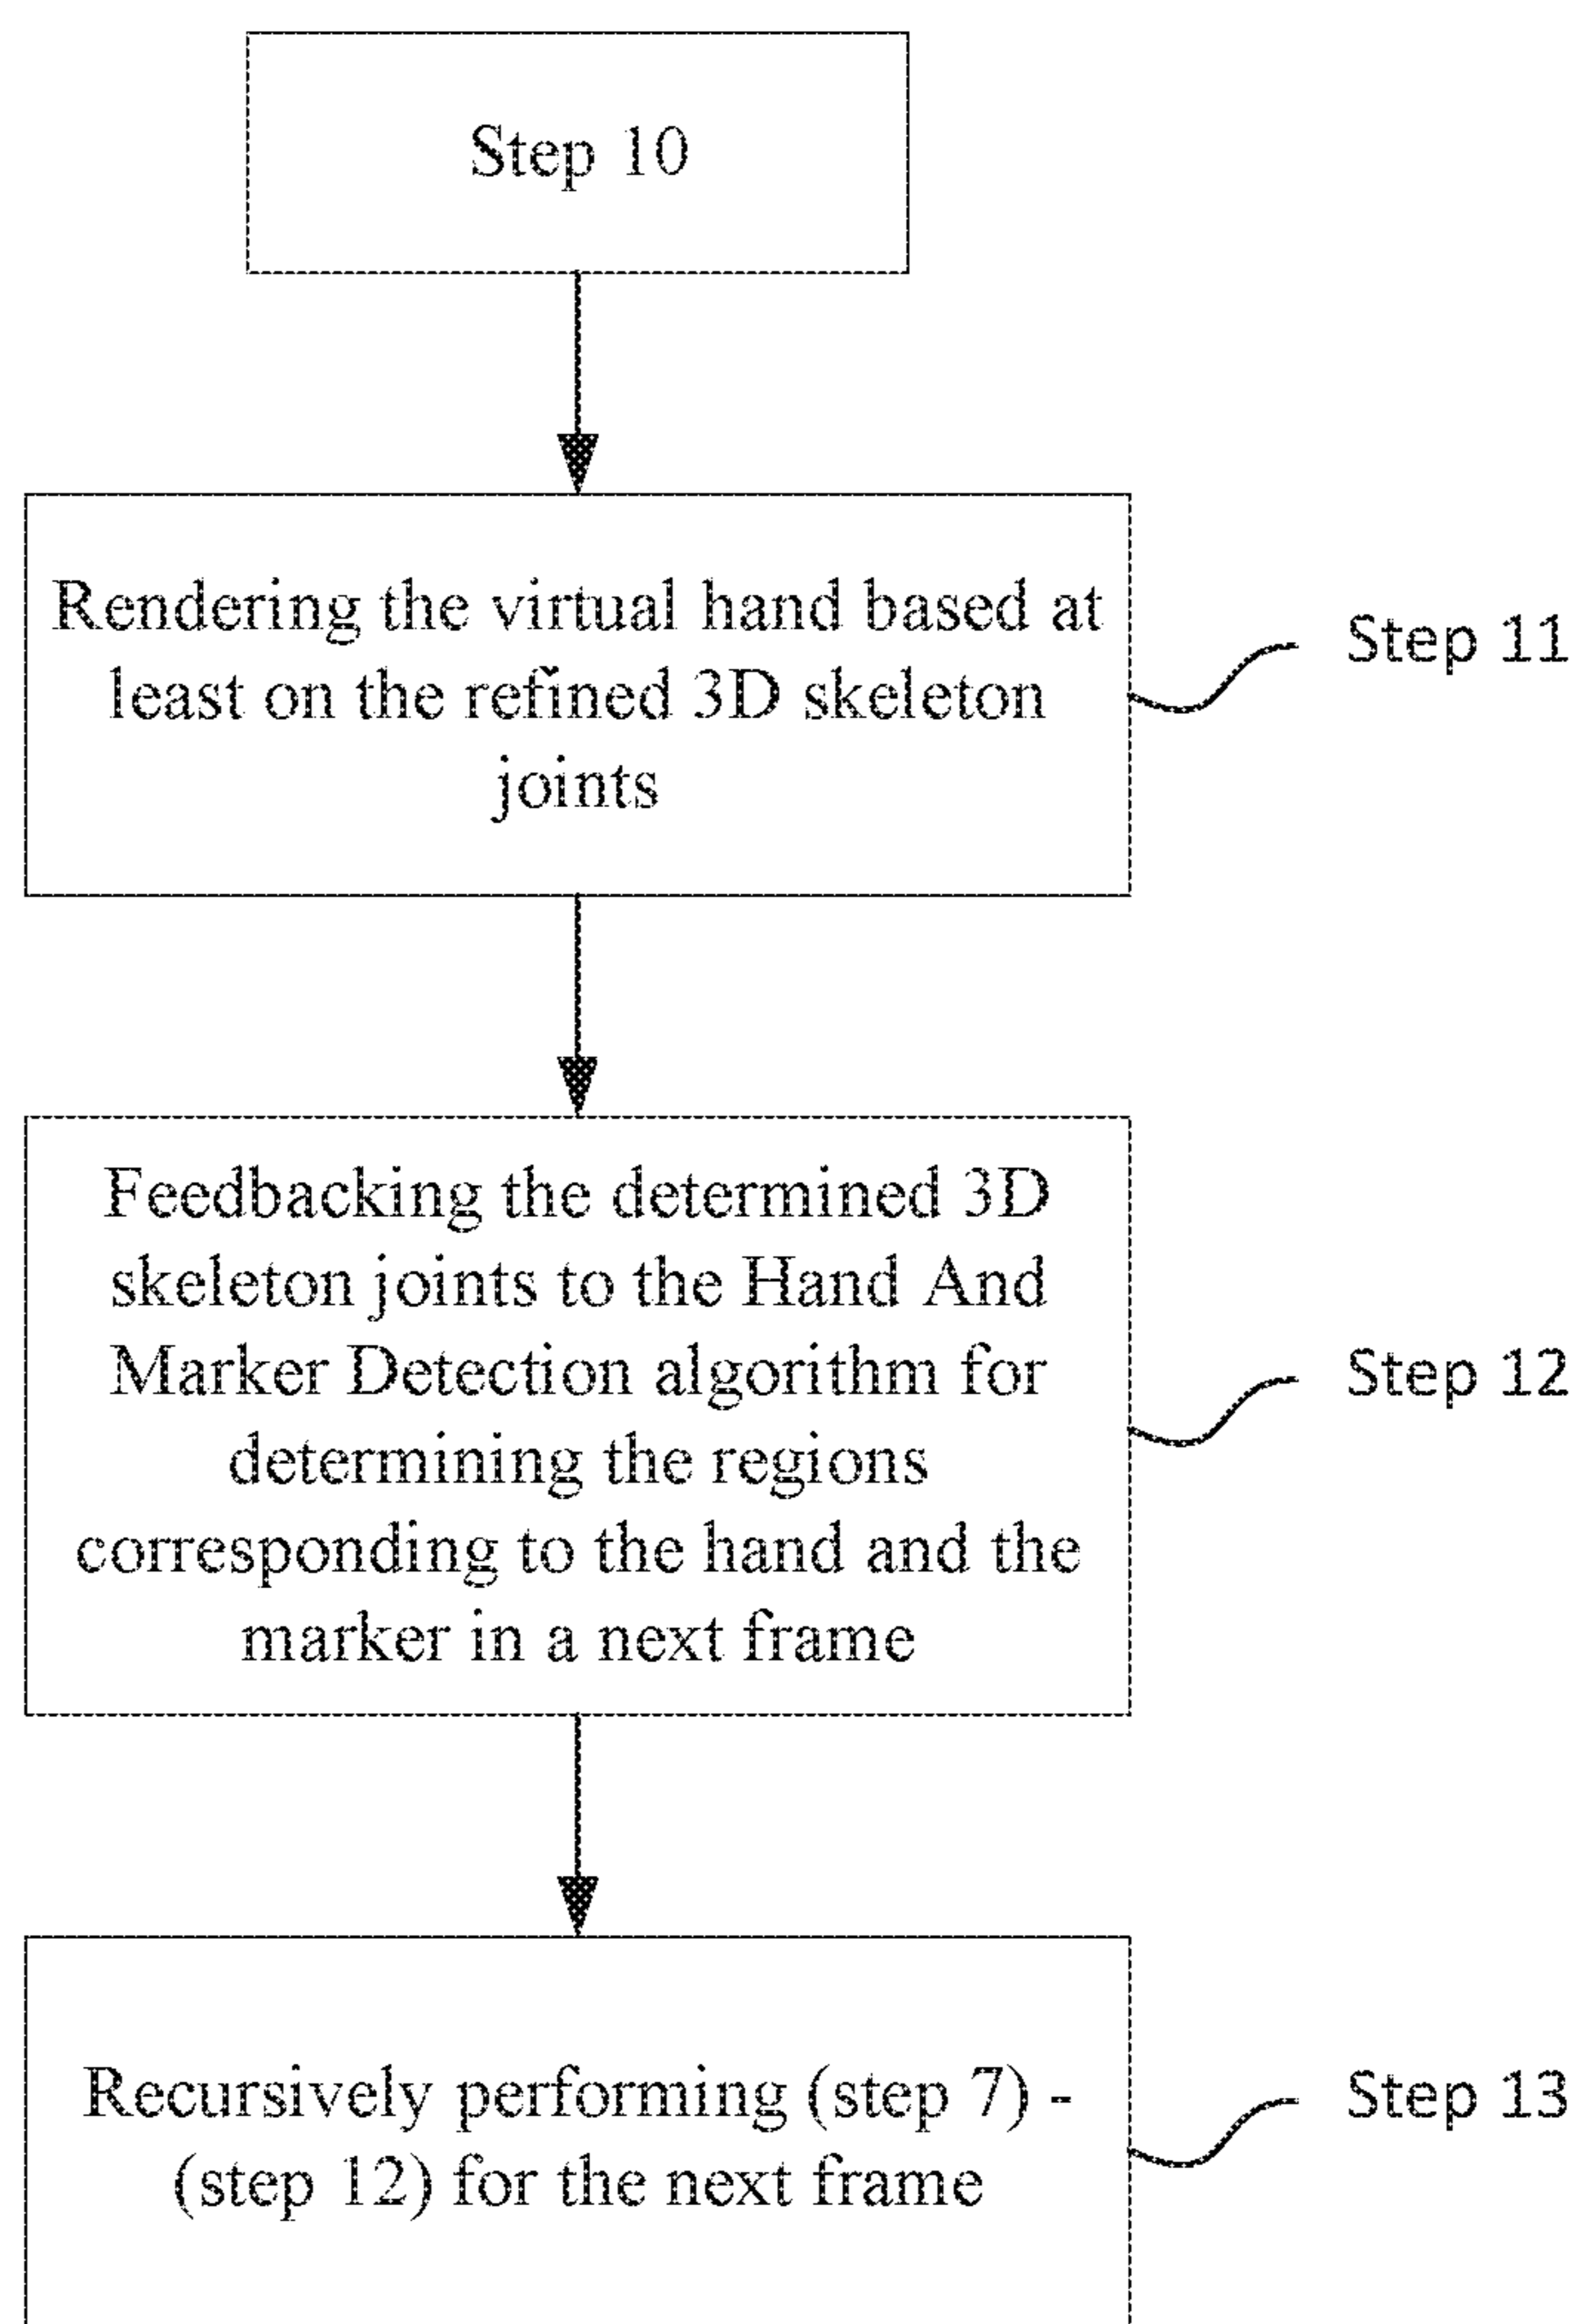 Step 10
Rendering the virtual hand based at
least on the refined 3D skeleton
joints
Step 11
Feedbacking the determined 3D
skeleton joints to the Hand And
Marker Detection algorithm for
determining the regions
corresponding to the hand and the
marker in a next frame
Step 12
Recursively performing (step 7) -
(step 12) for the next frame
Step 13